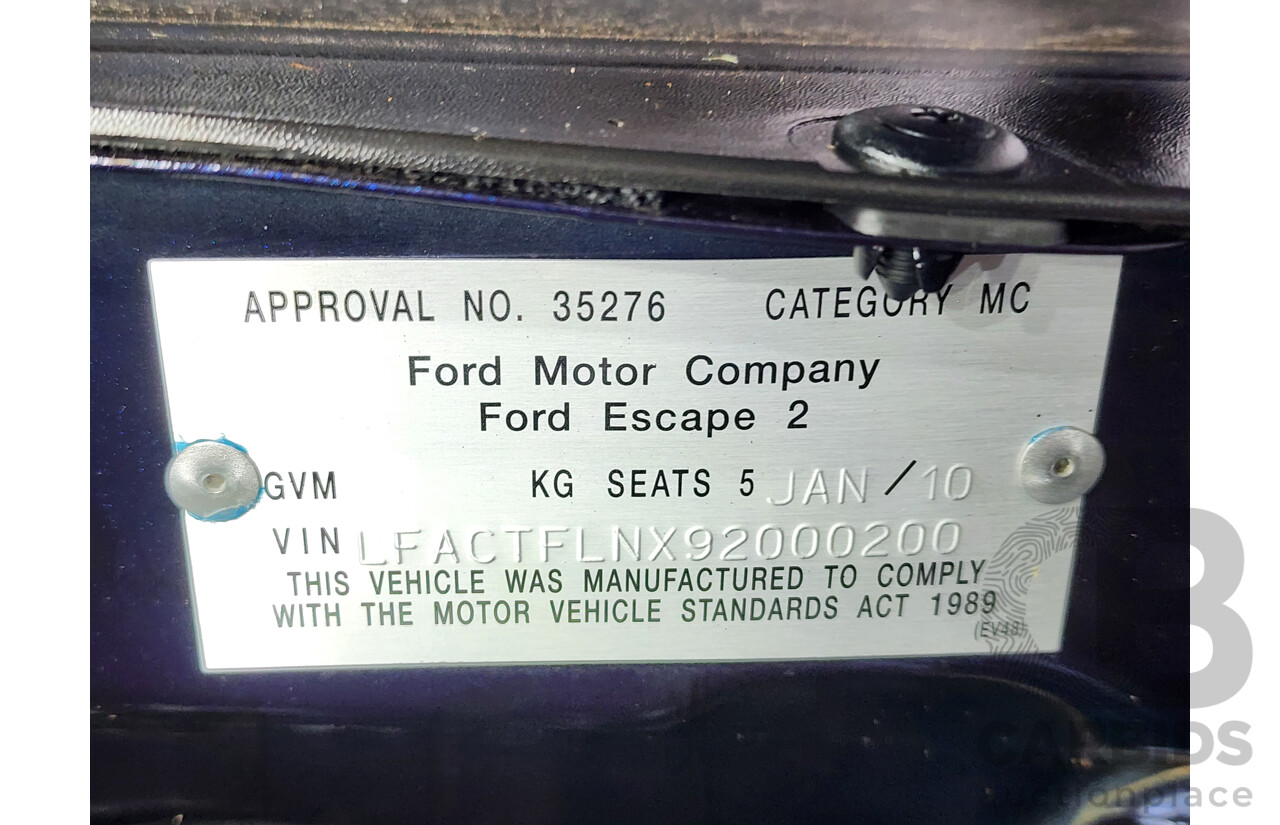 APPROVAL NO. 35276 CATEGORY MC
Ford Motor Company
Ford Escape 2
GVM KG SEATS 5 JAN / 10
VIN LFACTFLNX92000200
THIS VEHICLE WAS MANUFACTURED TO COMPLY
WITH THE MOTOR VEHICLE STANDARDS ACT 1989